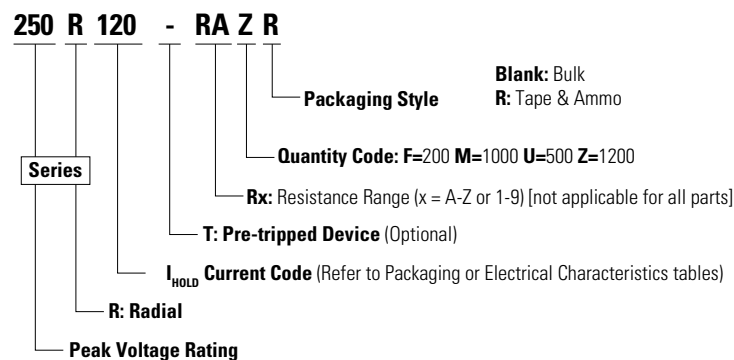 250 R 120 - RA Z R
Blank: Bulk
Packaging Style R: Tape & Ammo
Quantity Code: F=200 M=1000 U=500 Z=1200
Series
Rx: Resistance Range (x = A-Z or 1-9) [not applicable for all parts]
T: Pre-tripped Device (Optional)
IHOLD Current Code (Refer to Packaging or Electrical Characteristics tables)
R: Radial
Peak Voltage Rating